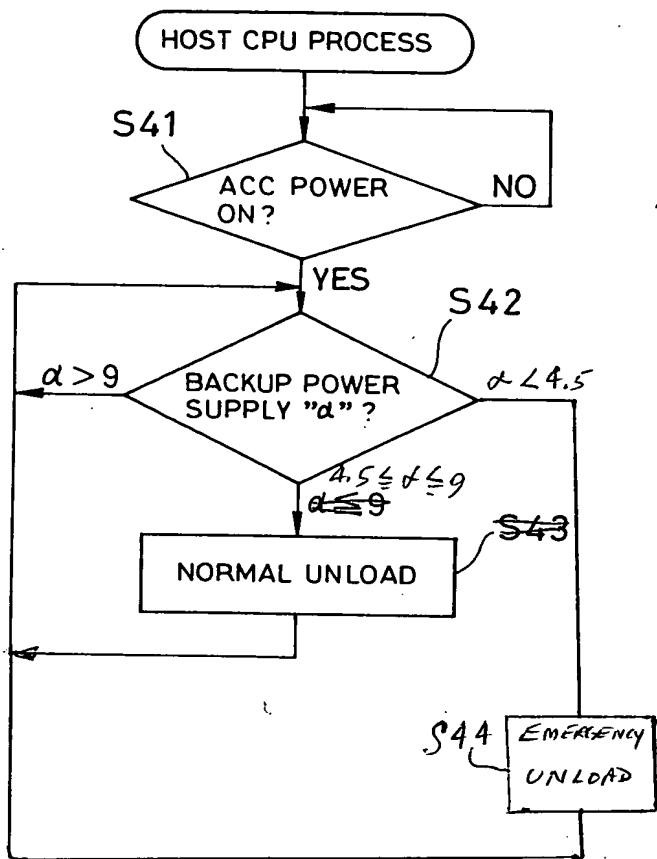 HOST CPU PROCESS
S41
ACC POWER
ON?
NO
YES
S42
α > 9
BACKUP POWER
SUPPLY "α" ?
α < 4.5
4.5 ≦ α ≦ 9
α ≦ 9
S43
NORMAL UNLOAD
S44
EMERGENCY
UNLOAD